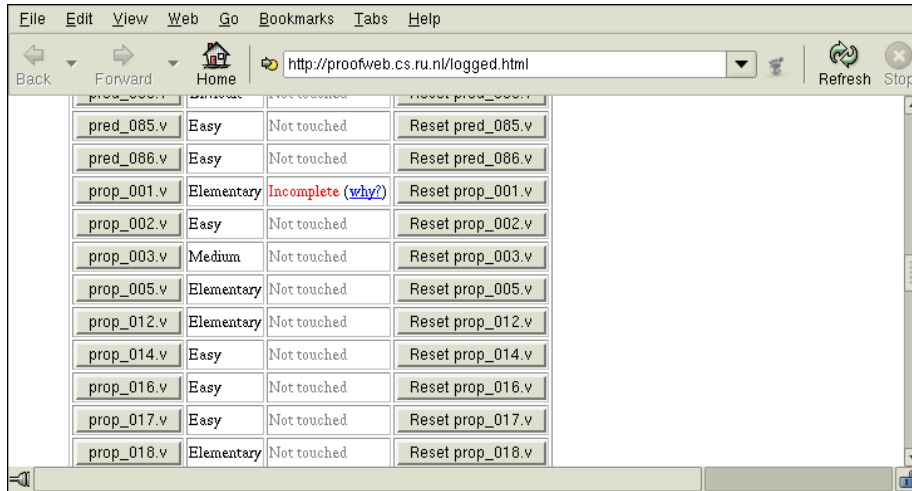 File Edit View Web Go Bookmarks Tabs Help
Back Forward Home http://proofweb.cs.ru.nl/logged.html Refresh Stop
pred_085.v Easy Not touched Reset pred_085.v
pred_086.v Easy Not touched Reset pred_086.v
prop_001.v Elementary Incomplete (why?) Reset prop_001.v
prop_002.v Easy Not touched Reset prop_002.v
prop_003.v Medium Not touched Reset prop_003.v
prop_005.v Elementary Not touched Reset prop_005.v
prop_012.v Elementary Not touched Reset prop_012.v
prop_014.v Easy Not touched Reset prop_014.v
prop_016.v Easy Not touched Reset prop_016.v
prop_017.v Easy Not touched Reset prop_017.v
prop_018.v Elementary Not touched Reset prop_018.v